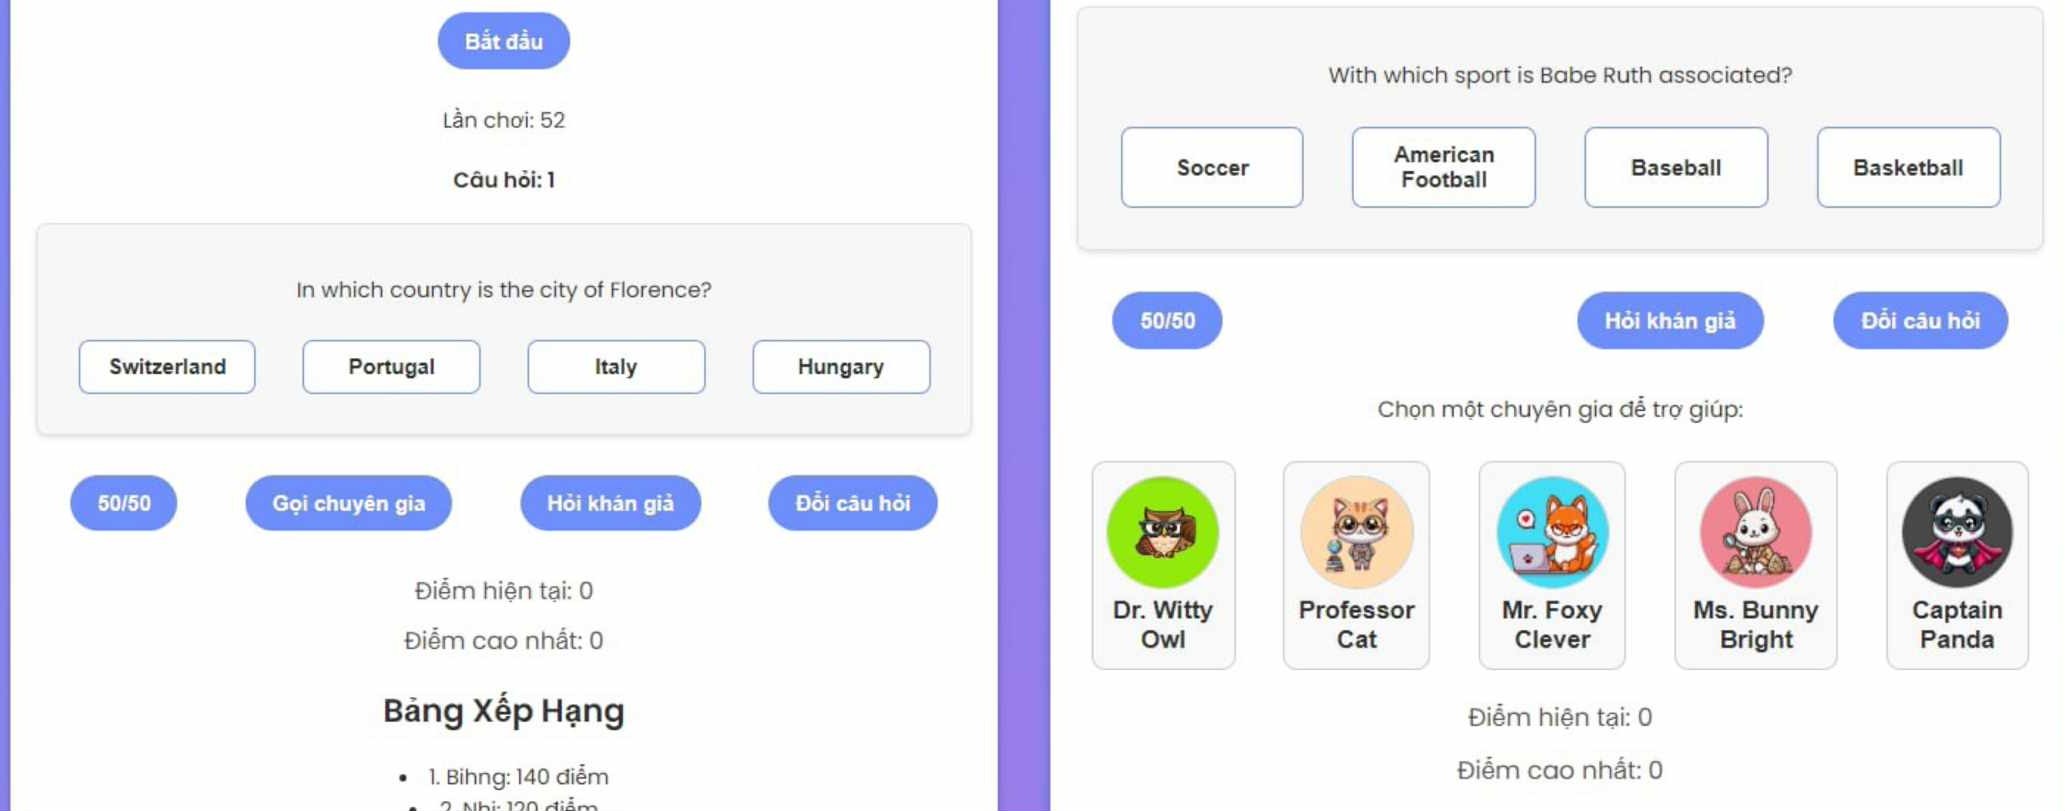 Bắt đầu
Lần chơi: 52
Câu hỏi: 1
In which country is the city of Florence?
Switzerland
Portugal
Italy
Hungary
50/50
Gọi chuyên gia
Hỏi khán giả
Đổi câu hỏi
Điểm hiện tại: 0
Điểm cao nhất: 0
Bảng Xếp Hạng
1. Bihng: 140 điểm
2. Nhi: 120 điểm
With which sport is Babe Ruth associated?
Soccer
American
Football
Baseball
Basketball
50/50
Hỏi khán giả
Đổi câu hỏi
Chọn một chuyên gia để trợ giúp:
Dr. Witty
Owl
Professor
Cat
Mr. Foxy
Clever
Ms. Bunny
Bright
Captain
Panda
Điểm hiện tại: 0
Điểm cao nhất: 0